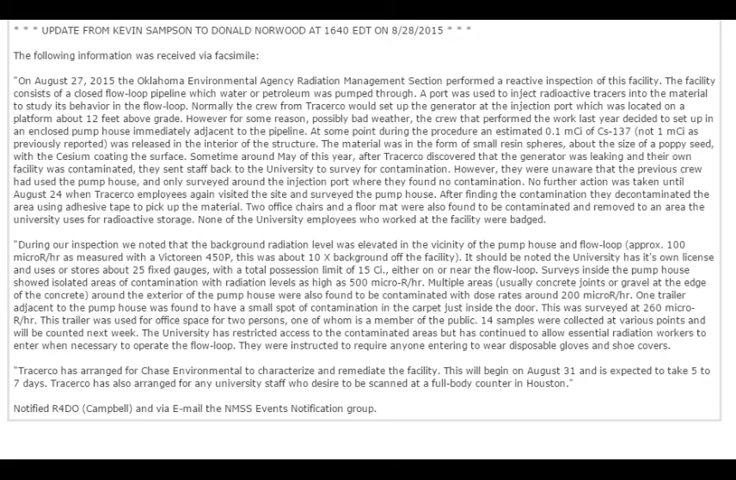 * * * UPDATE FROM KEVIN SAMPSON TO DONALD NORWOOD AT 1640 EDT ON 8/28/2015 * * *
The following information was received via facsimile:
"On August 27, 2015 the Oklahoma Environmental Agency Radiation Management Section performed a reactive inspection of this facility. The facility
consists of a closed flow-loop pipeline which water or petroleum was pumped through. A port was used to inject radioactive tracers into the material
to study its behavior in the flow-loop. Normally the crew from Tracerco would set up the generator at the injection port which was located on a
platform about 12 feet above grade. However for some reason, possibly bad weather, the crew that performed the work last year decided to set up in
an enclosed pump house immediately adjacent to the pipeline. At some point during the procedure an estimated 0.1 mCi of Cs-137 (not 1 mCi as
previously reported) was released in the interior of the structure. The material was in the form of small resin spheres, about the size of a poppy seed,
with the Cesium coating the surface. Sometime around May of this year, after Tracerco discovered that the generator was leaking and their own
facility was contaminated, they sent staff back to the University to survey for contamination. However, they were unaware that the previous crew
had used the pump house, and only surveyed around the injection port where they found no contamination. No further action was taken until
August 24 when Tracerco employees again visited the site and surveyed the pump house. After finding the contamination they decontaminated the
area using adhesive tape to pick up the material. Two office chairs and a floor mat were also found to be contaminated and removed to an area the
university uses for radioactive storage. None of the University employees who worked at the facility were badged.
"During our inspection we noted that the background radiation level was elevated in the vicinity of the pump house and flow-loop (approx. 100
microR/hr as measured with a Victoreen 450P, this was about 10 X background off the facility). It should be noted the University has it's own license
and uses or stores about 25 fixed gauges, with a total possession limit of 15 Ci., either on or near the flow-loop. Surveys inside the pump house
showed isolated areas of contamination with radiation levels as high as 500 micro-R/hr. Multiple areas (usually concrete joints or gravel at the edge
of the concrete) around the exterior of the pump house were also found to be contaminated with dose rates around 200 microR/hr. One trailer
adjacent to the pump house was found to have a small spot of contamination in the carpet just inside the door. This was surveyed at 260 micro-
R/hr. This trailer was used for office space for two persons, one of whom is a member of the public. 14 samples were collected at various points and
will be counted next week. The University has restricted access to the contaminated areas but has continued to allow essential radiation workers to
enter when necessary to operate the flow-loop. They were instructed to require anyone entering to wear disposable gloves and shoe covers.
"Tracerco has arranged for Chase Environmental to characterize and remediate the facility. This will begin on August 31 and is expected to take 5 to
7 days. Tracerco has also arranged for any university staff who desire to be scanned at a full-body counter in Houston."
Notified R4DO (Campbell) and via E-mail the NMSS Events Notification group.